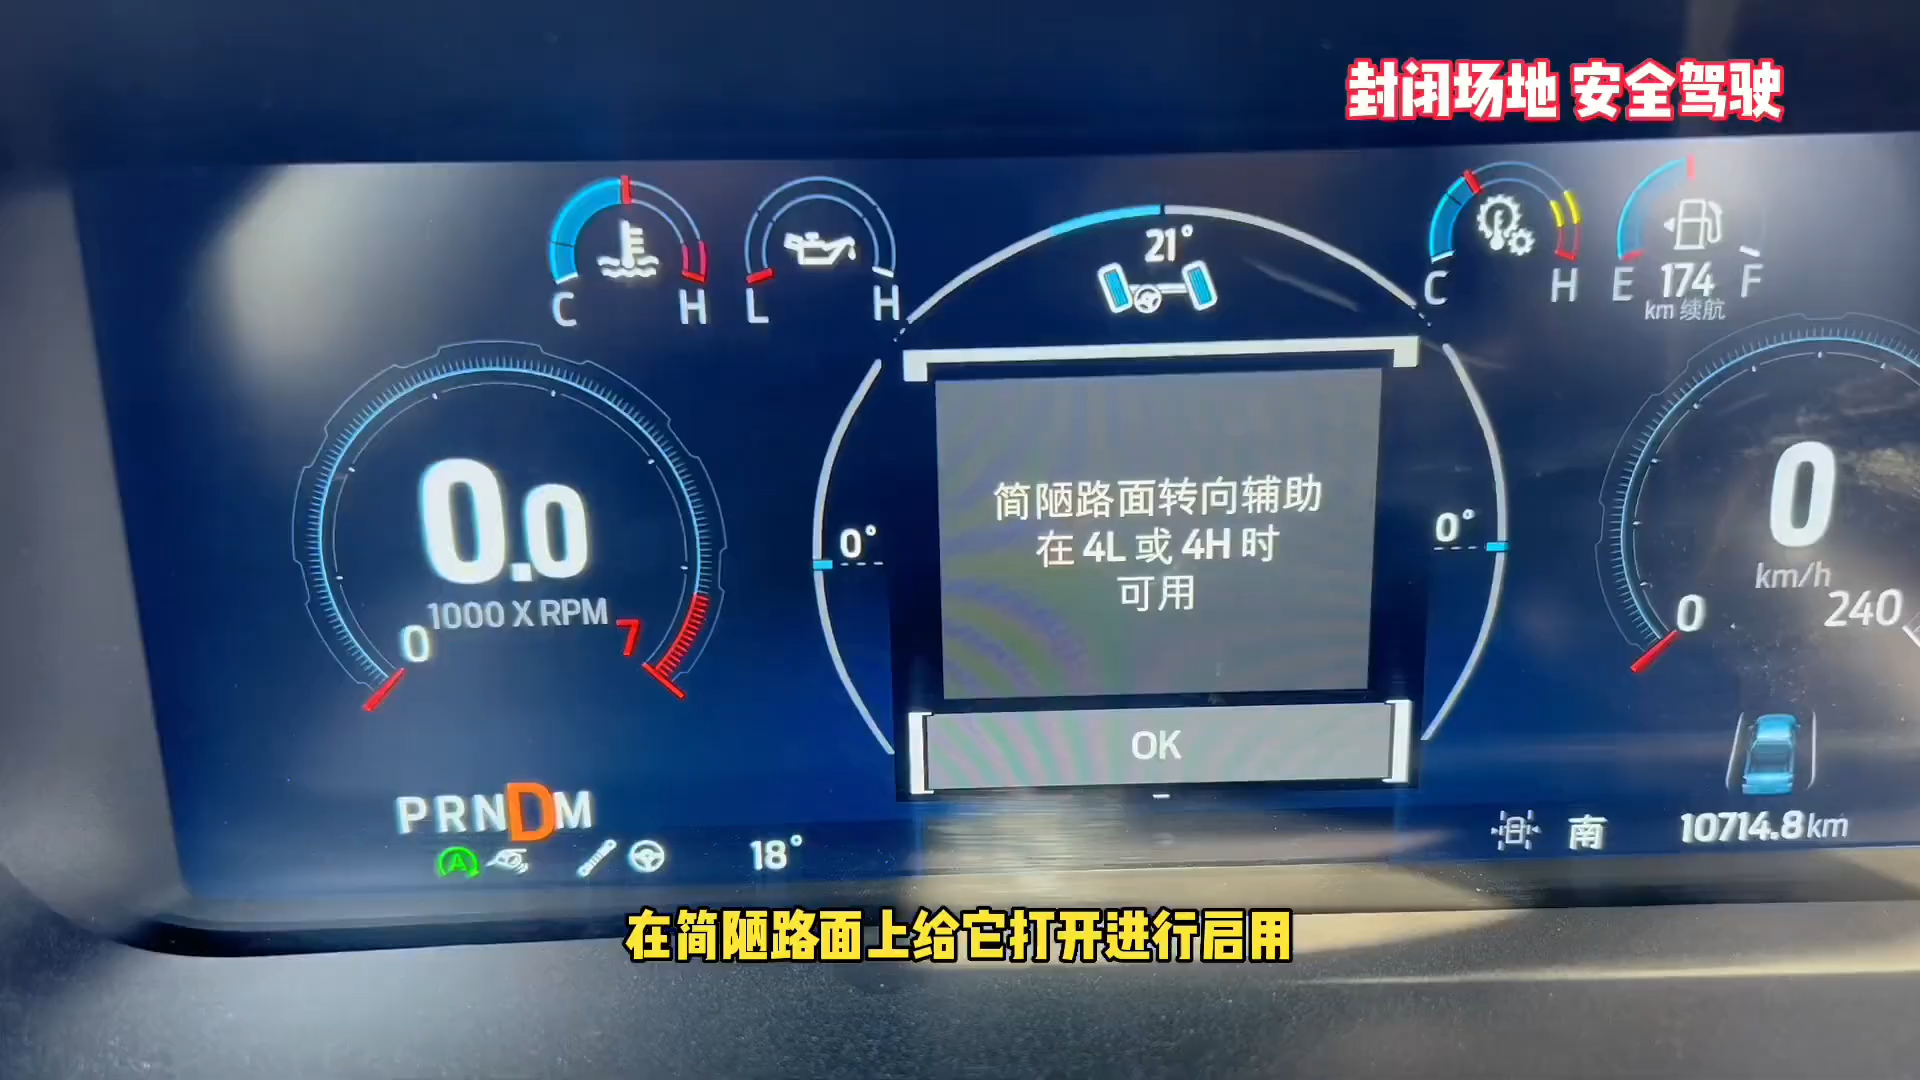 封闭场地 安全驾驶
21°
C H
L H
C H
E 174 F
km 续航
0.0
1000 X RPM
0 7
0°
简陋路面转向辅助
在 4L 或 4H 时
可用
OK
0°
0
km/h
0 240
PRNDM
A
18°
南
10714.8 km
在简陋路面上给它打开进行启用